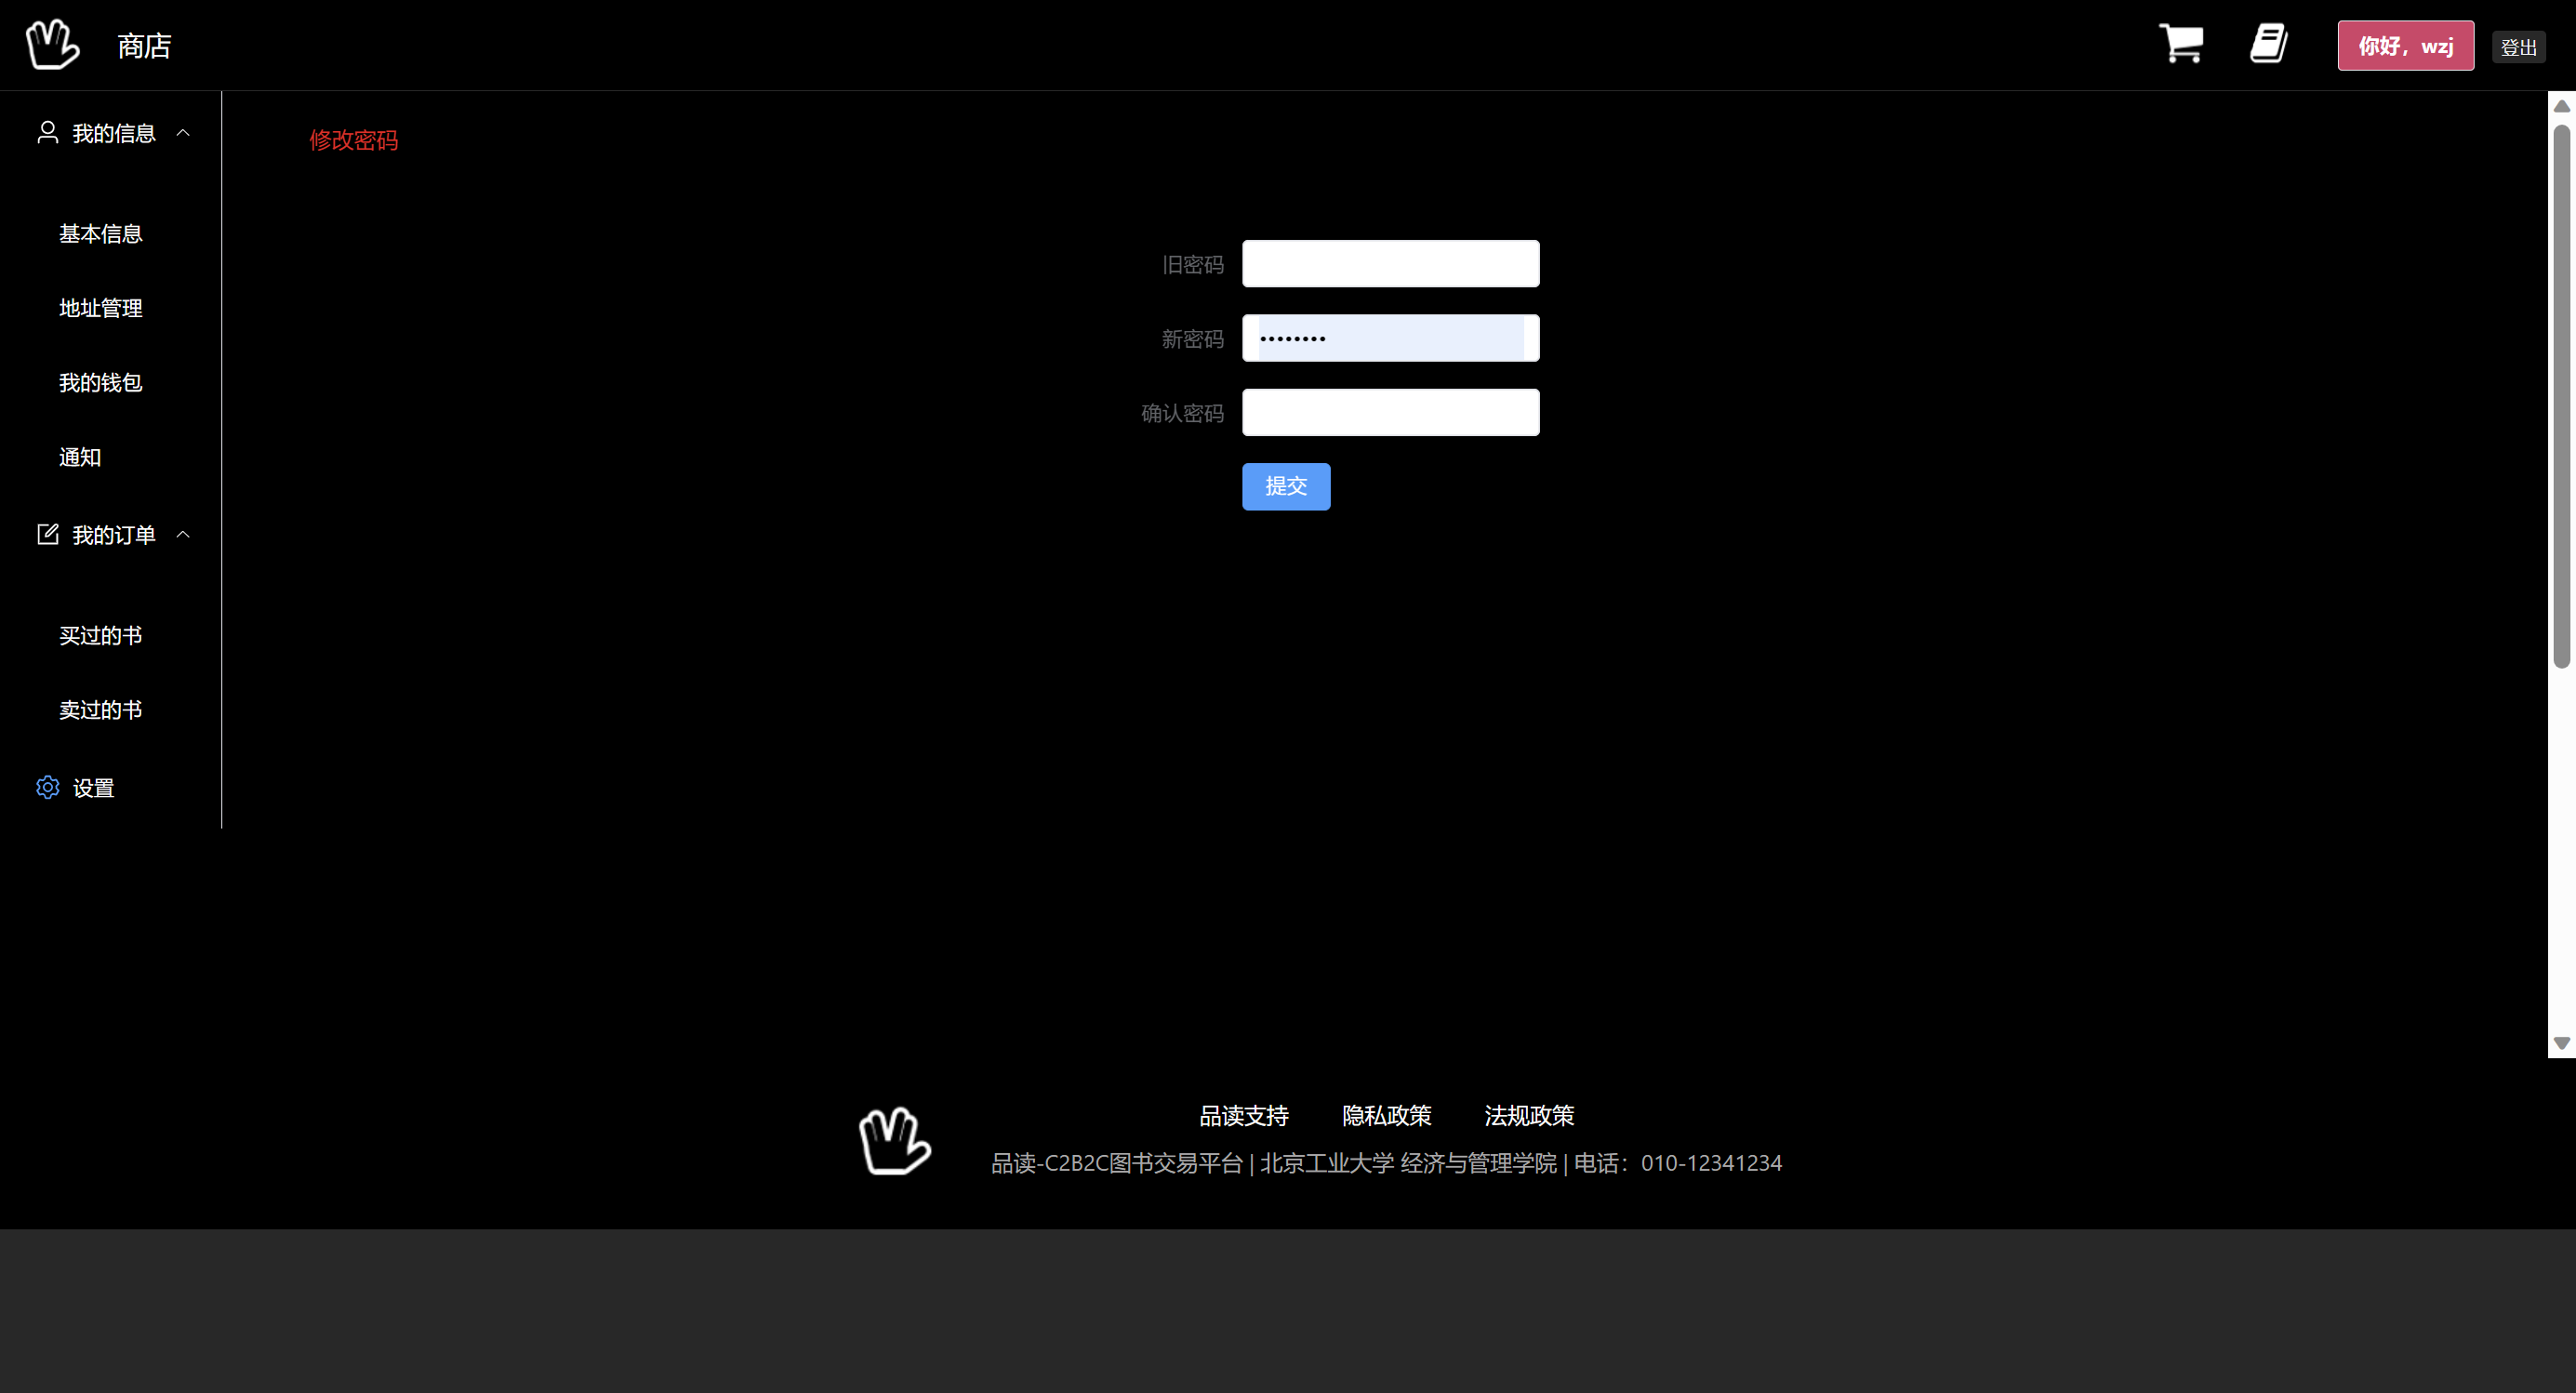 商店
你好，wzj
登出
我的信息
基本信息
地址管理
我的钱包
通知
我的订单
买过的书
卖过的书
设置
修改密码
旧密码
新密码
••••••••
确认密码
提交
品读支持 隐私政策 法规政策
品读-C2B2C图书交易平台 | 北京工业大学 经济与管理学院 | 电话：010-12341234